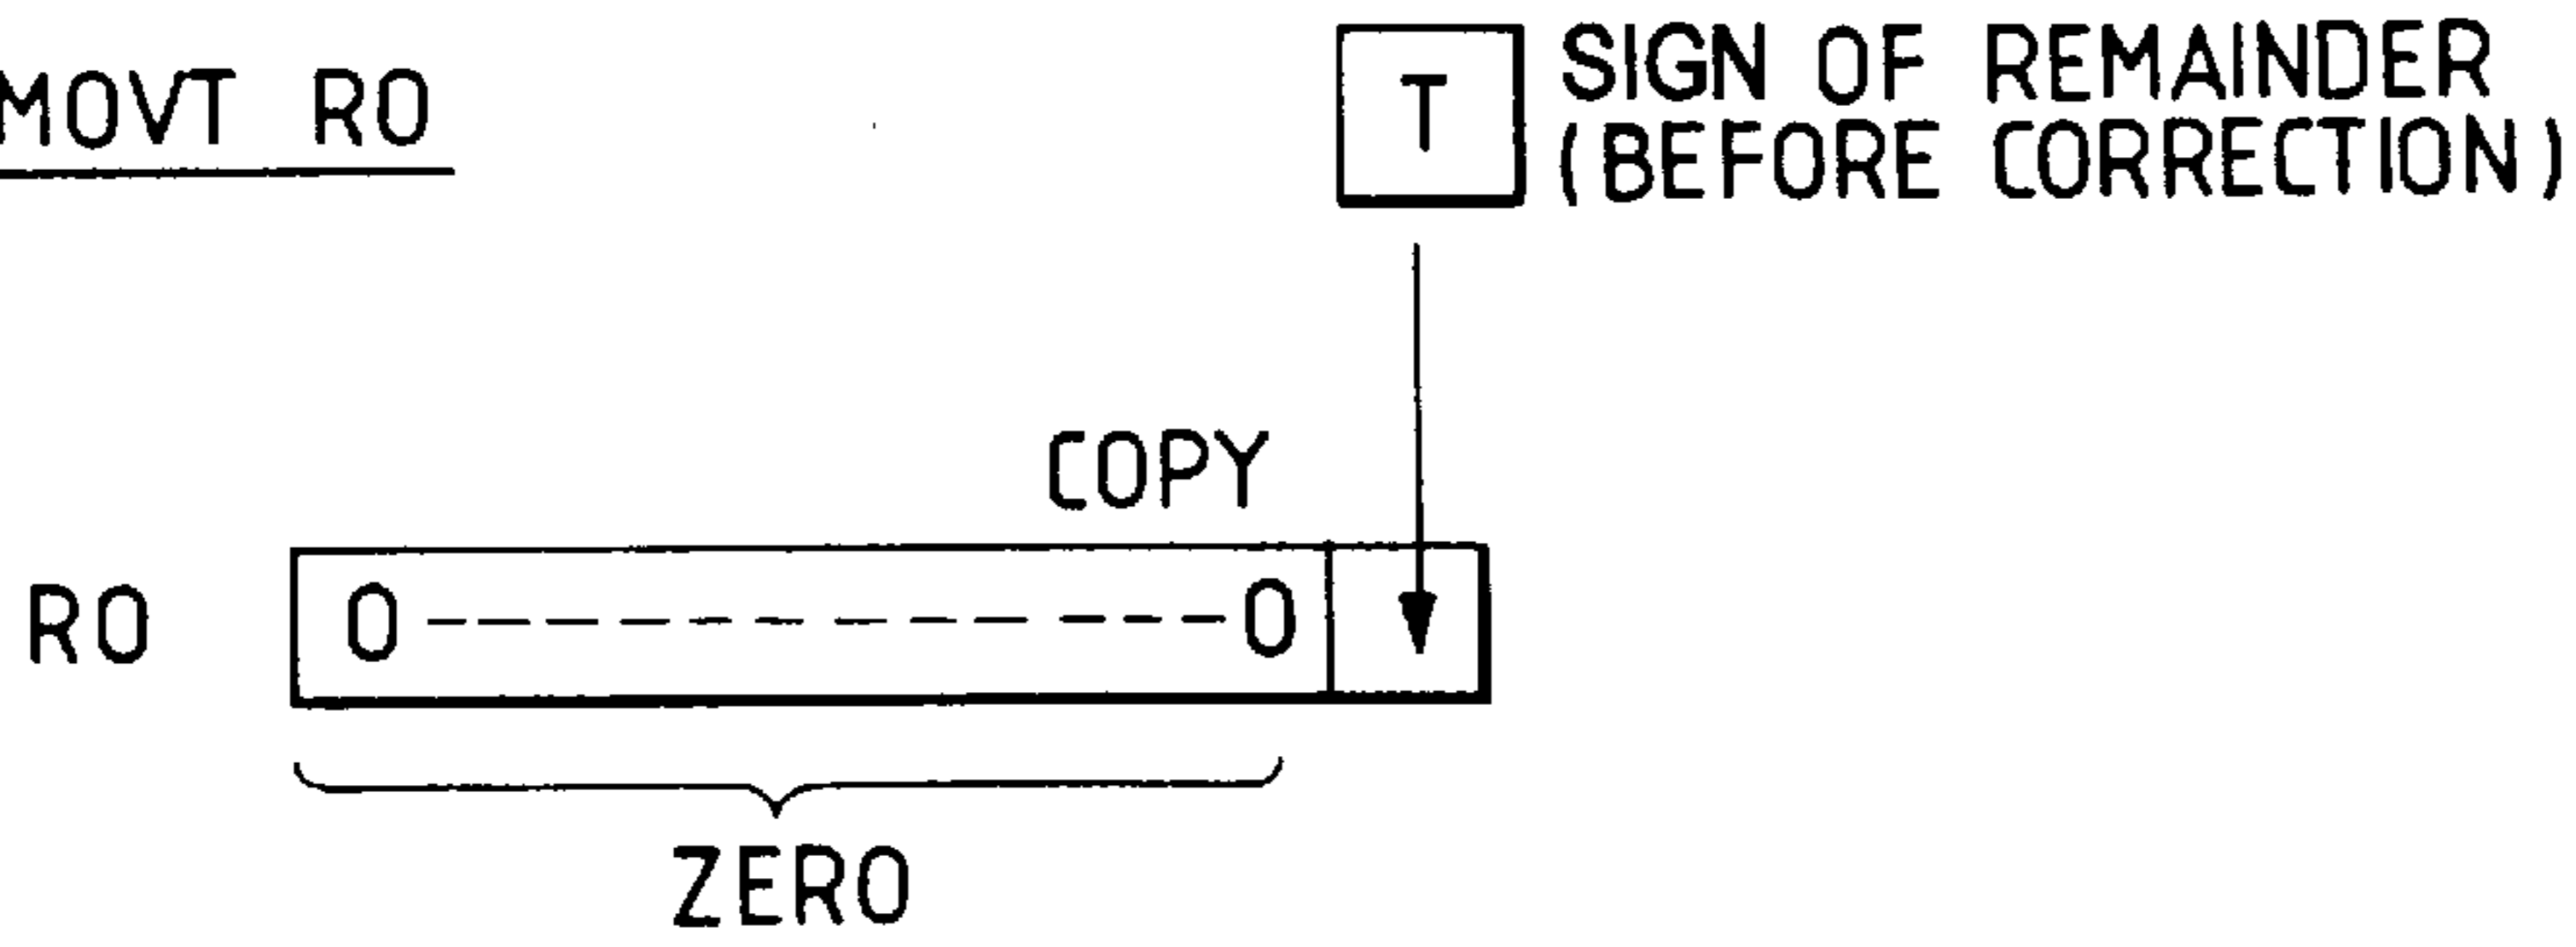 MOVT R0
T
SIGN OF REMAINDER
(BEFORE CORRECTION)
COPY
R0
0 ------------ 0
ZERO